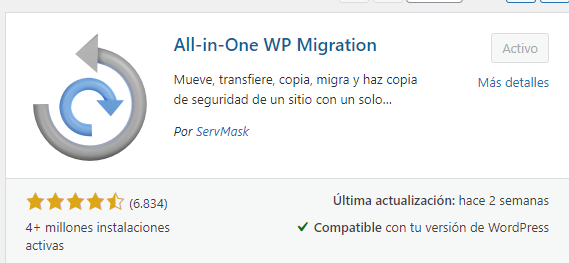 All-in-One WP Migration
Activo
Mueve, transfiere, copia, migra y haz copia
de seguridad de un sitio con un solo...
Más detalles
Por ServMask
(6.834)
4+ millones instalaciones
activas
Última actualización: hace 2 semanas
Compatible con tu versión de WordPress